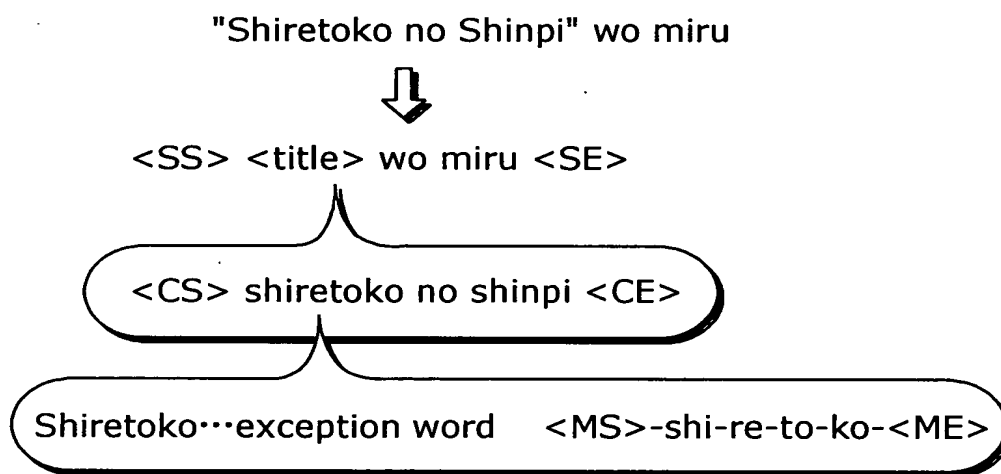 "Shiretoko no Shinpi" wo miru
<SS> <title> wo miru <SE>
<CS> shiretoko no shinpi <CE>
Shiretoko···exception word <MS>-shi-re-to-ko-<ME>